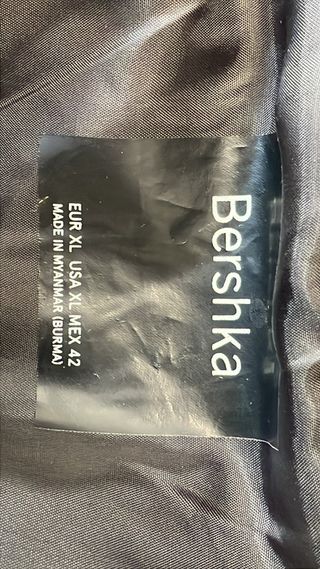 Bershka
EUR XL USA XL MEX 42
MADE IN MYANMAR (BURMA)